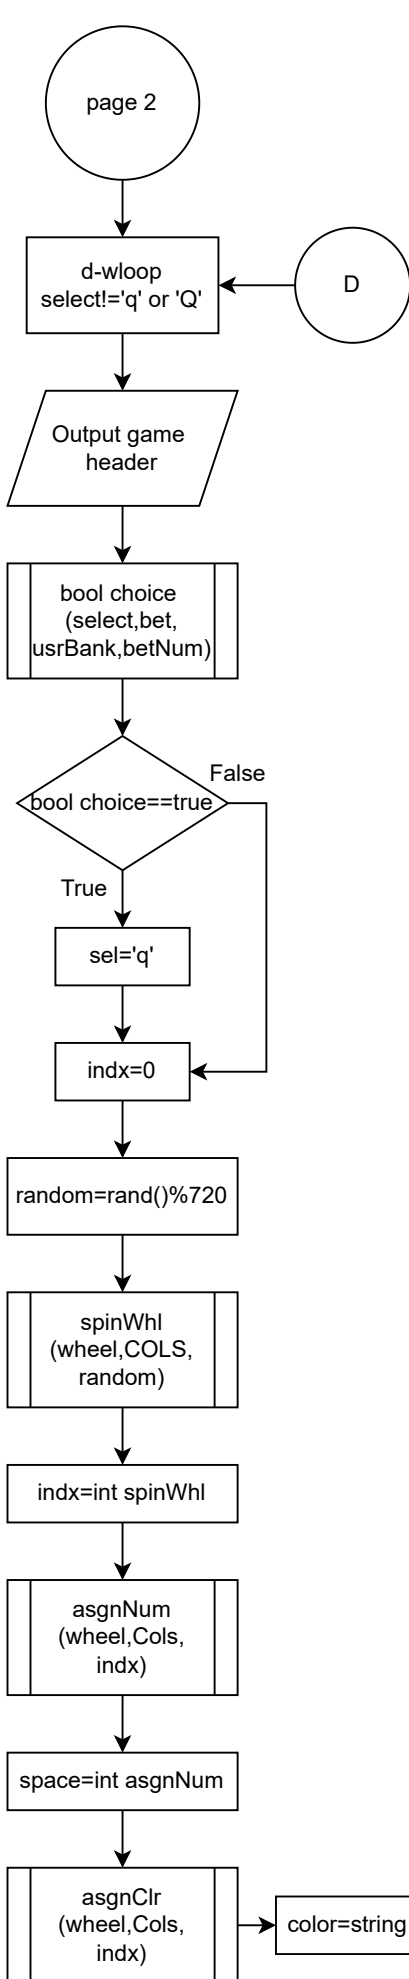 page 2
d-wloop
select!='q' or 'Q'
D
Output game
header
bool choice
(select,bet,
usrBank,betNum)
bool choice==true
False
True
sel='q'
indx=0
random=rand()%720
spinWhl
(wheel,COLS,
random)
indx=int spinWhl
asgnNum
(wheel,Cols,
indx)
space=int asgnNum
asgnClr
(wheel,Cols,
indx)
color=string